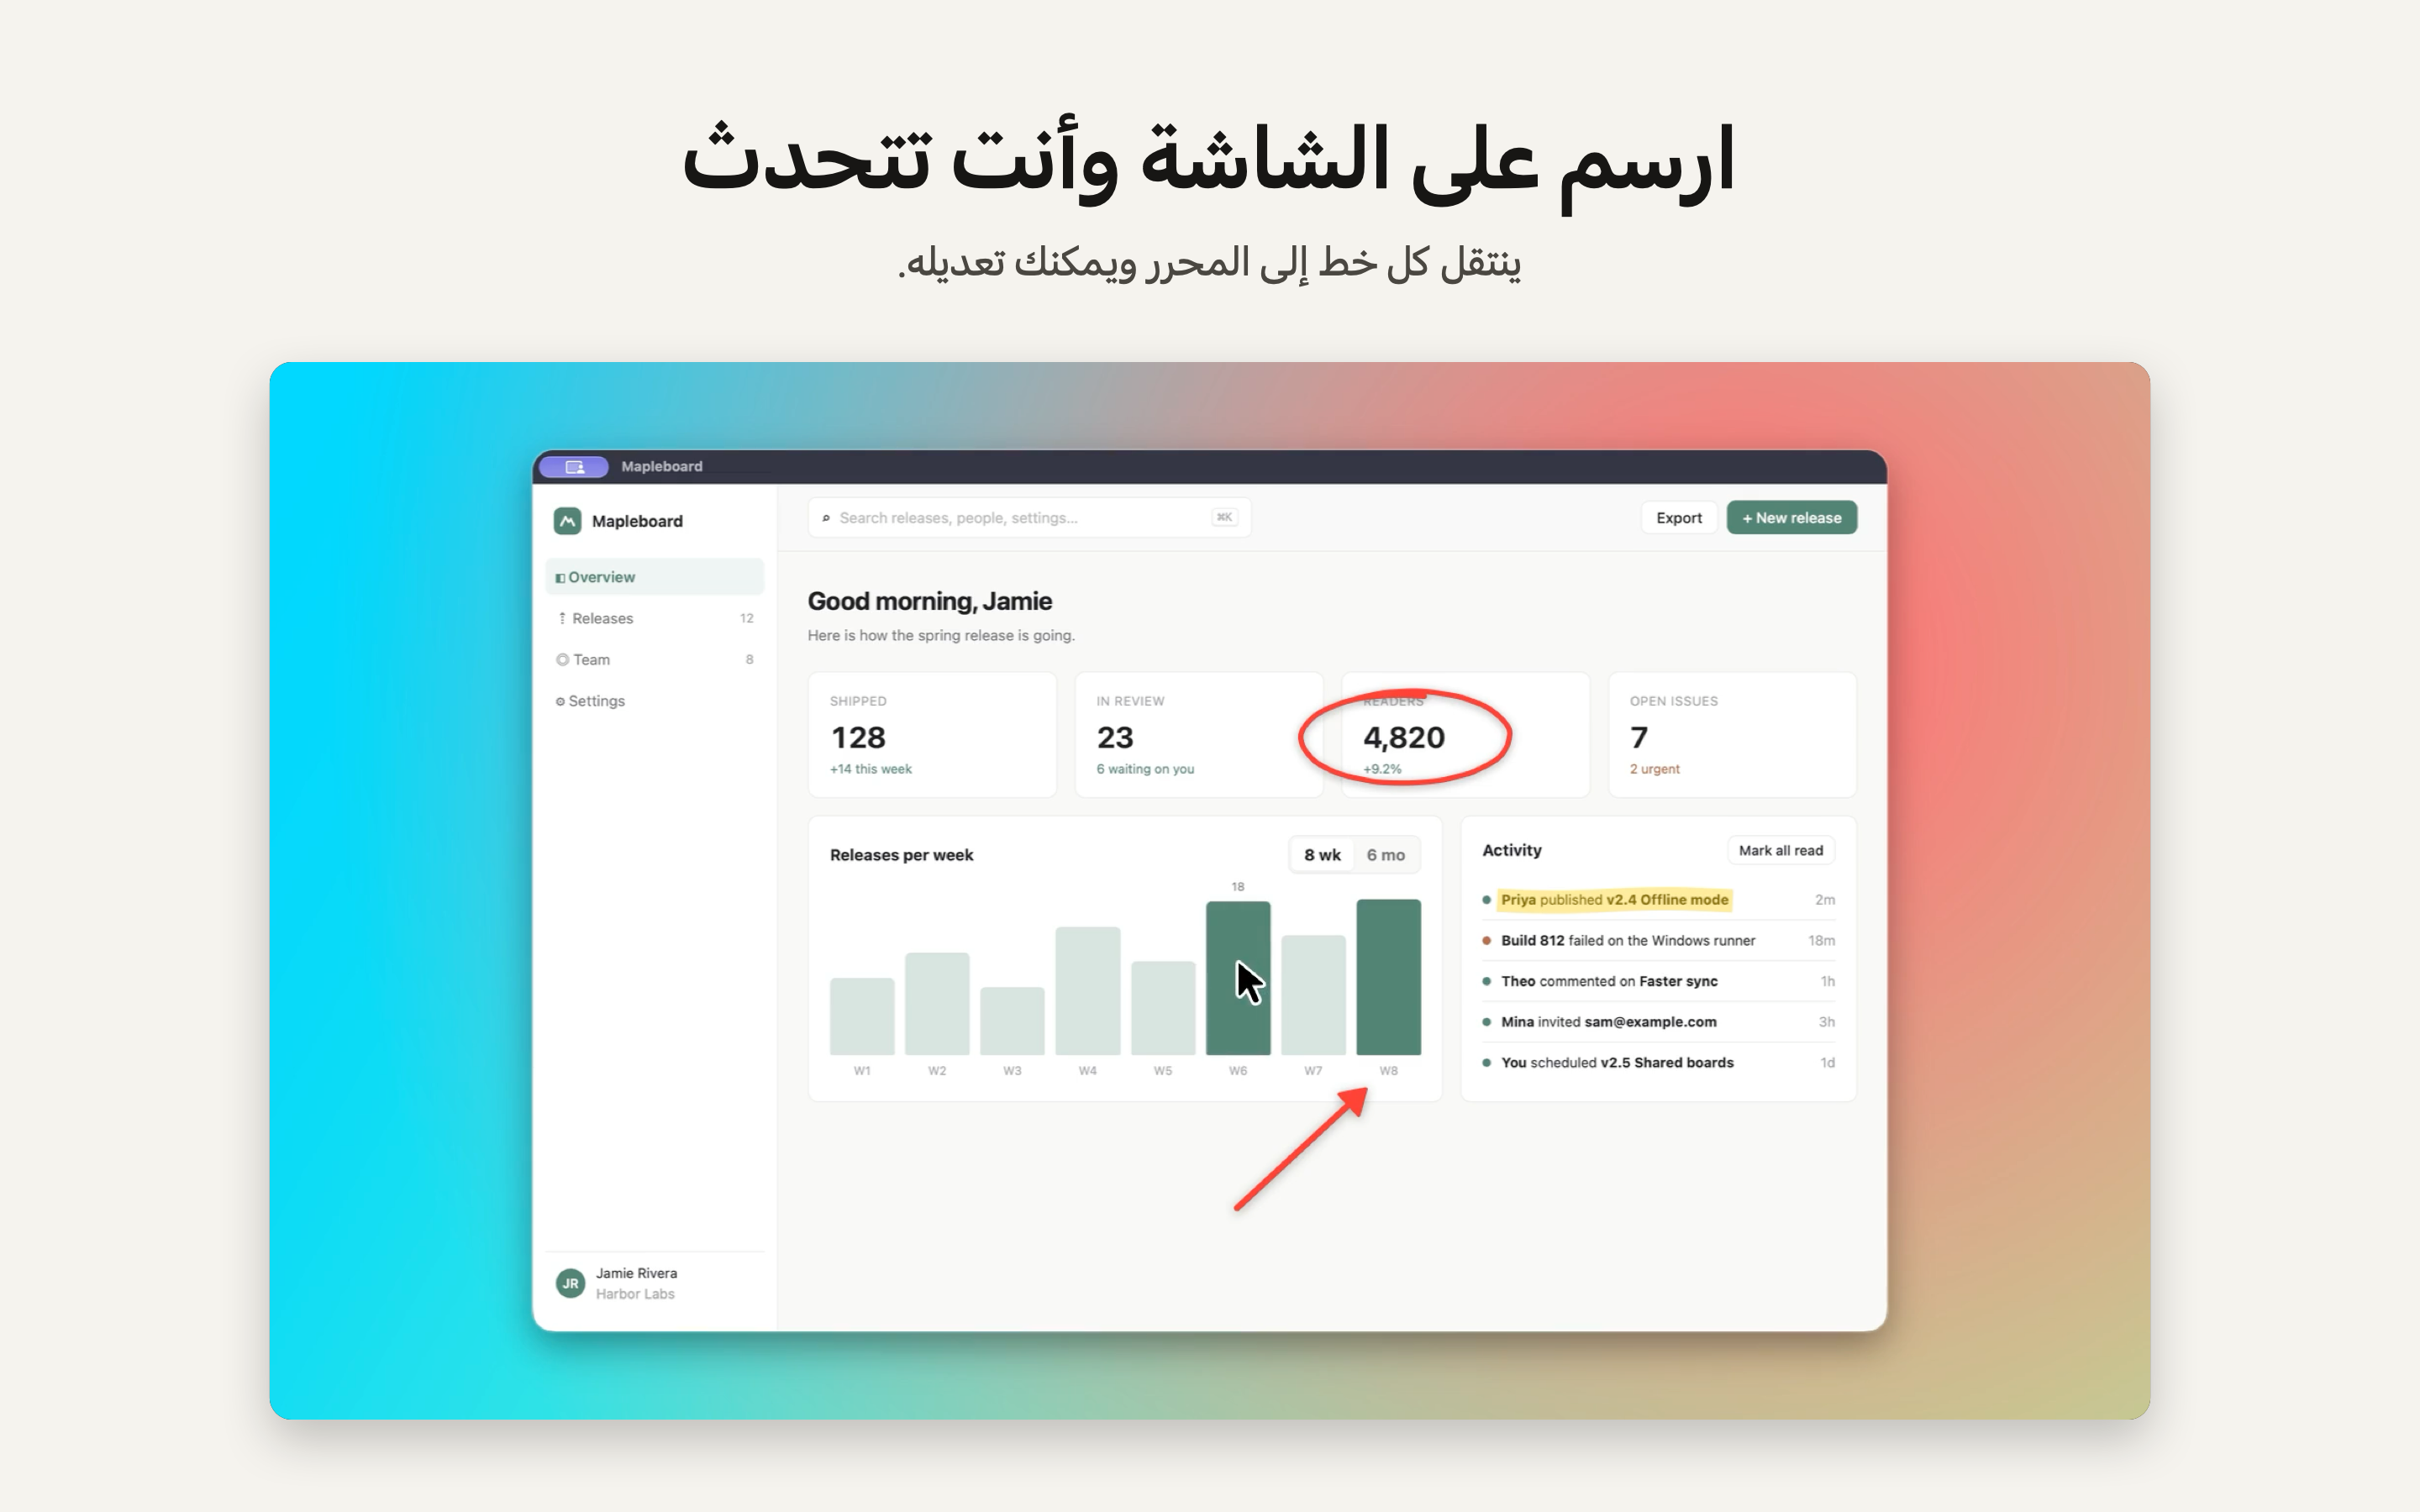 ارسم على الشاشة وأنت تتحدث
ينتقل كل خط إلى المحرر ويمكنك تعديله.
Mapleboard
Mapleboard
Search releases, people, settings...
⌘K
Export
+ New release
Overview
Releases 12
Team 8
Settings
Good morning, Jamie
Here is how the spring release is going.
SHIPPED
128
+14 this week
IN REVIEW
23
6 waiting on you
READERS
4,820
+9.2%
OPEN ISSUES
7
2 urgent
Releases per week
8 wk 6 mo
18
W1 W2 W3 W4 W5 W6 W7 W8
Activity
Mark all read
Priya published v2.4 Offline mode 2m
Build 812 failed on the Windows runner 18m
Theo commented on Faster sync 1h
Mina invited sam@example.com 3h
You scheduled v2.5 Shared boards 1d
JR
Jamie Rivera
Harbor Labs